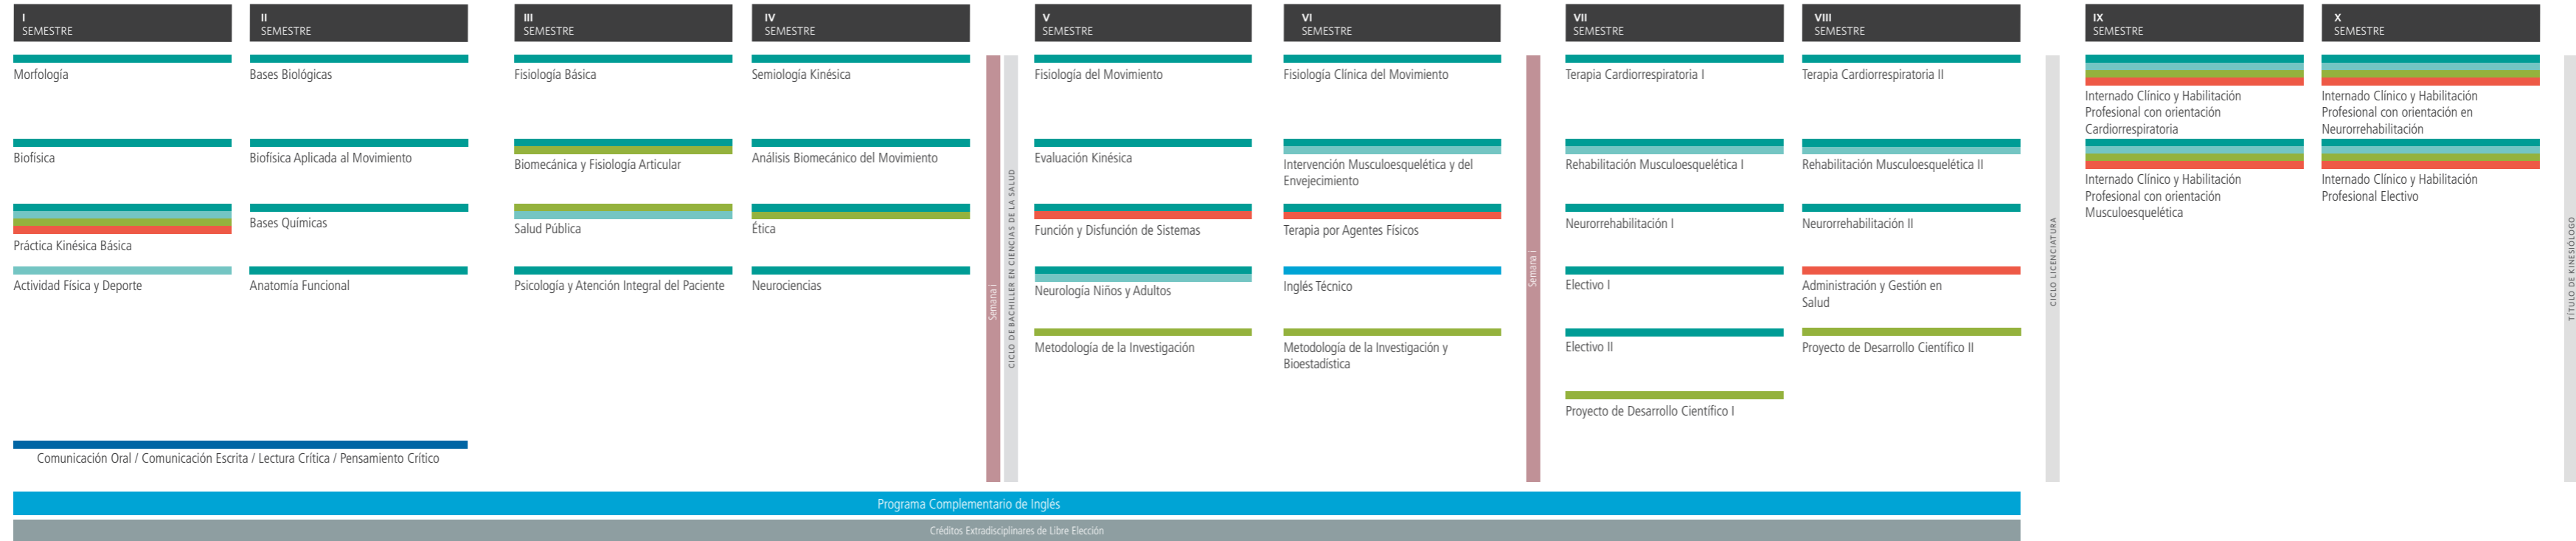 I
SEMESTRE
II
SEMESTRE
III
SEMESTRE
IV
SEMESTRE
V
SEMESTRE
VI
SEMESTRE
VII
SEMESTRE
VIII
SEMESTRE
IX
SEMESTRE
X
SEMESTRE
Morfología
Biofísica
Práctica Kinésica Básica
Actividad Física y Deporte
Bases Biológicas
Biofísica Aplicada al Movimiento
Bases Químicas
Anatomía Funcional
Comunicación Oral / Comunicación Escrita / Lectura Crítica / Pensamiento Crítico
Fisiología Básica
Biomecánica y Fisiología Articular
Salud Pública
Psicología y Atención Integral del Paciente
Semiología Kinésica
Análisis Biomecánico del Movimiento
Ética
Neurociencias
Semana i
CICLO DE BACHILLER EN CIENCIAS DE LA SALUD
Fisiología del Movimiento
Evaluación Kinésica
Función y Disfunción de Sistemas
Neurología Niños y Adultos
Metodología de la Investigación
Fisiología Clínica del Movimiento
Intervención Musculoesquelética y del
Envejecimiento
Terapia por Agentes Físicos
Inglés Técnico
Metodología de la Investigación y
Bioestadística
Semana i
Terapia Cardiorrespiratoria I
Rehabilitación Musculoesquelética I
Neurorrehabilitación I
Electivo I
Electivo II
Proyecto de Desarrollo Científico I
Terapia Cardiorrespiratoria II
Rehabilitación Musculoesquelética II
Neurorrehabilitación II
Administración y Gestión en
Salud
Proyecto de Desarrollo Científico II
CICLO LICENCIATURA
Internado Clínico y Habilitación
Profesional con orientación
Cardiorrespiratoria
Internado Clínico y Habilitación
Profesional con orientación
Musculoesquelética
Internado Clínico y Habilitación
Profesional con orientación en
Neurorrehabilitación
Internado Clínico y Habilitación
Profesional Electivo
TÍTULO DE KINESIÓLOGO
Programa Complementario de Inglés
Créditos Extradisciplinares de Libre Elección